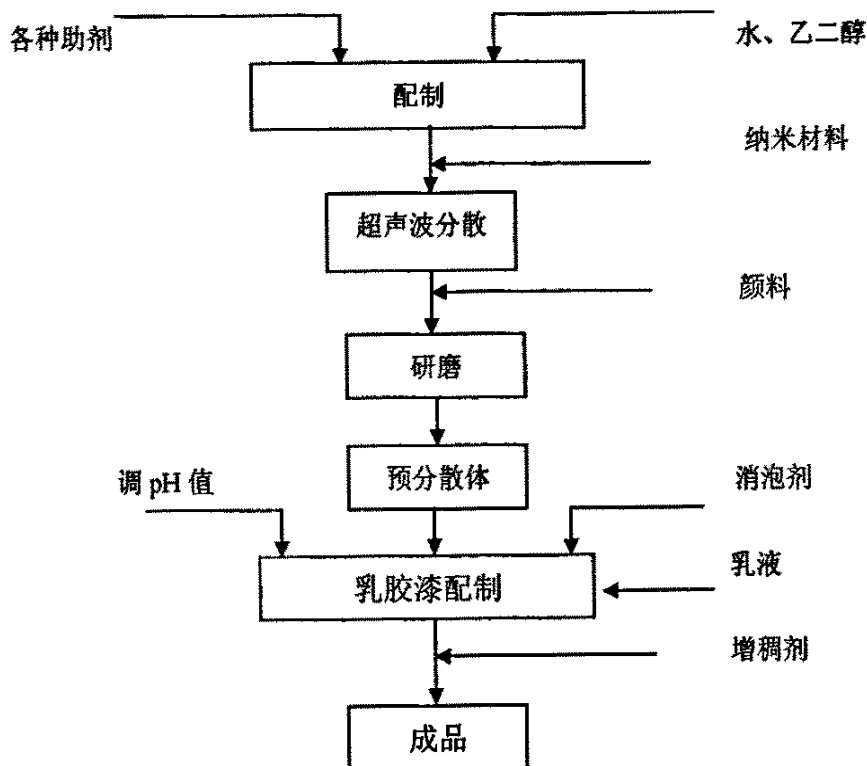 各种助剂
水、乙二醇
配制
纳米材料
超声波分散
颜料
研磨
预分散体
调 pH 值
消泡剂
乳胶漆配制
乳液
增稠剂
成品